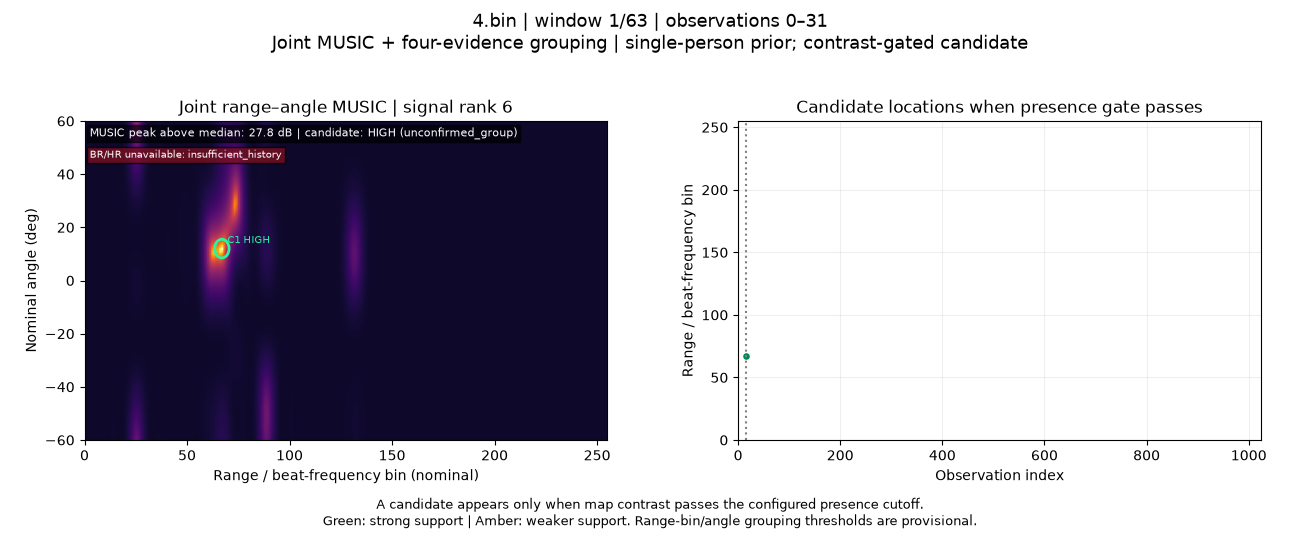 4.bin | window 1/63 | observations 0–31
Joint MUSIC + four-evidence grouping | single-person prior; contrast-gated candidate
Joint range–angle MUSIC | signal rank 6
MUSIC peak above median: 27.8 dB | candidate: HIGH (unconfirmed_group)
BR/HR unavailable: insufficient_history
C1 HIGH
60
40
20
0
−20
−40
−60
Nominal angle (deg)
0 50 100 150 200 250
Range / beat-frequency bin (nominal)
Candidate locations when presence gate passes
250
200
150
100
50
0
Range / beat-frequency bin
0 200 400 600 800 1000
Observation index
A candidate appears only when map contrast passes the configured presence cutoff.
Green: strong support | Amber: weaker support. Range-bin/angle grouping thresholds are provisional.